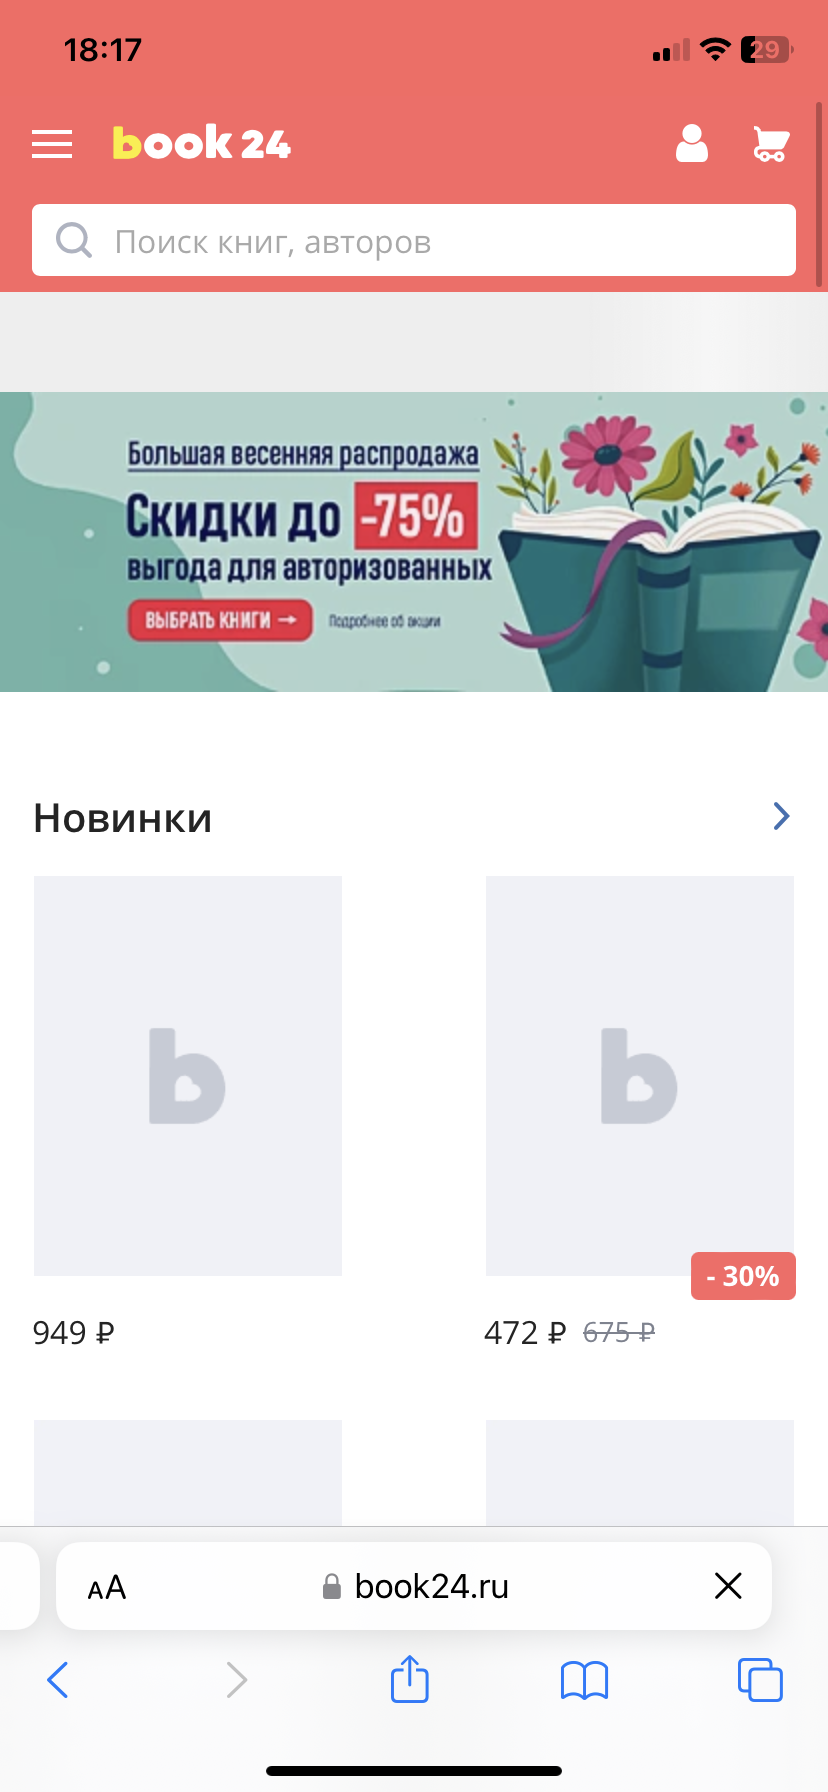 18:17
29
book 24
Поиск книг, авторов
Большая весенняя распродажа
Скидки до -75%
выгода для авторизованных
ВЫБРАТЬ КНИГИ → Подробнее об акции
Новинки
b b
- 30%
949 ₽ 472 ₽ 675 ₽
AA book24.ru